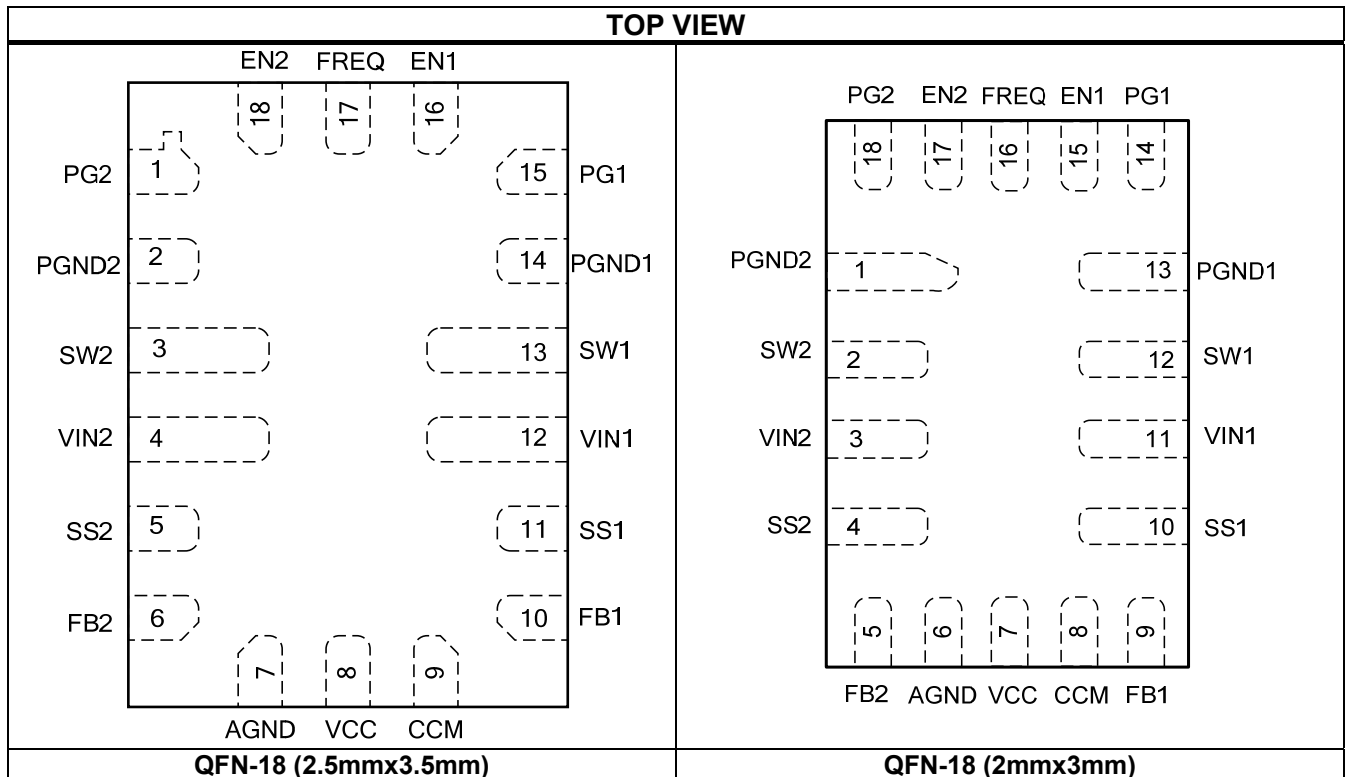 TOP VIEW
EN2 FREQ EN1
18 17 16
PG2 1 15 PG1
PGND2 2 14 PGND1
SW2 3 13 SW1
VIN2 4 12 VIN1
SS2 5 11 SS1
FB2 6 10 FB1
7 8 9
AGND VCC CCM
QFN-18 (2.5mmx3.5mm)
PG2 EN2 FREQ EN1 PG1
18 17 16 15 14
PGND2 1 13 PGND1
SW2 2 12 SW1
VIN2 3 11 VIN1
SS2 4 10 SS1
5 6 7 8 9
FB2 AGND VCC CCM FB1
QFN-18 (2mmx3mm)